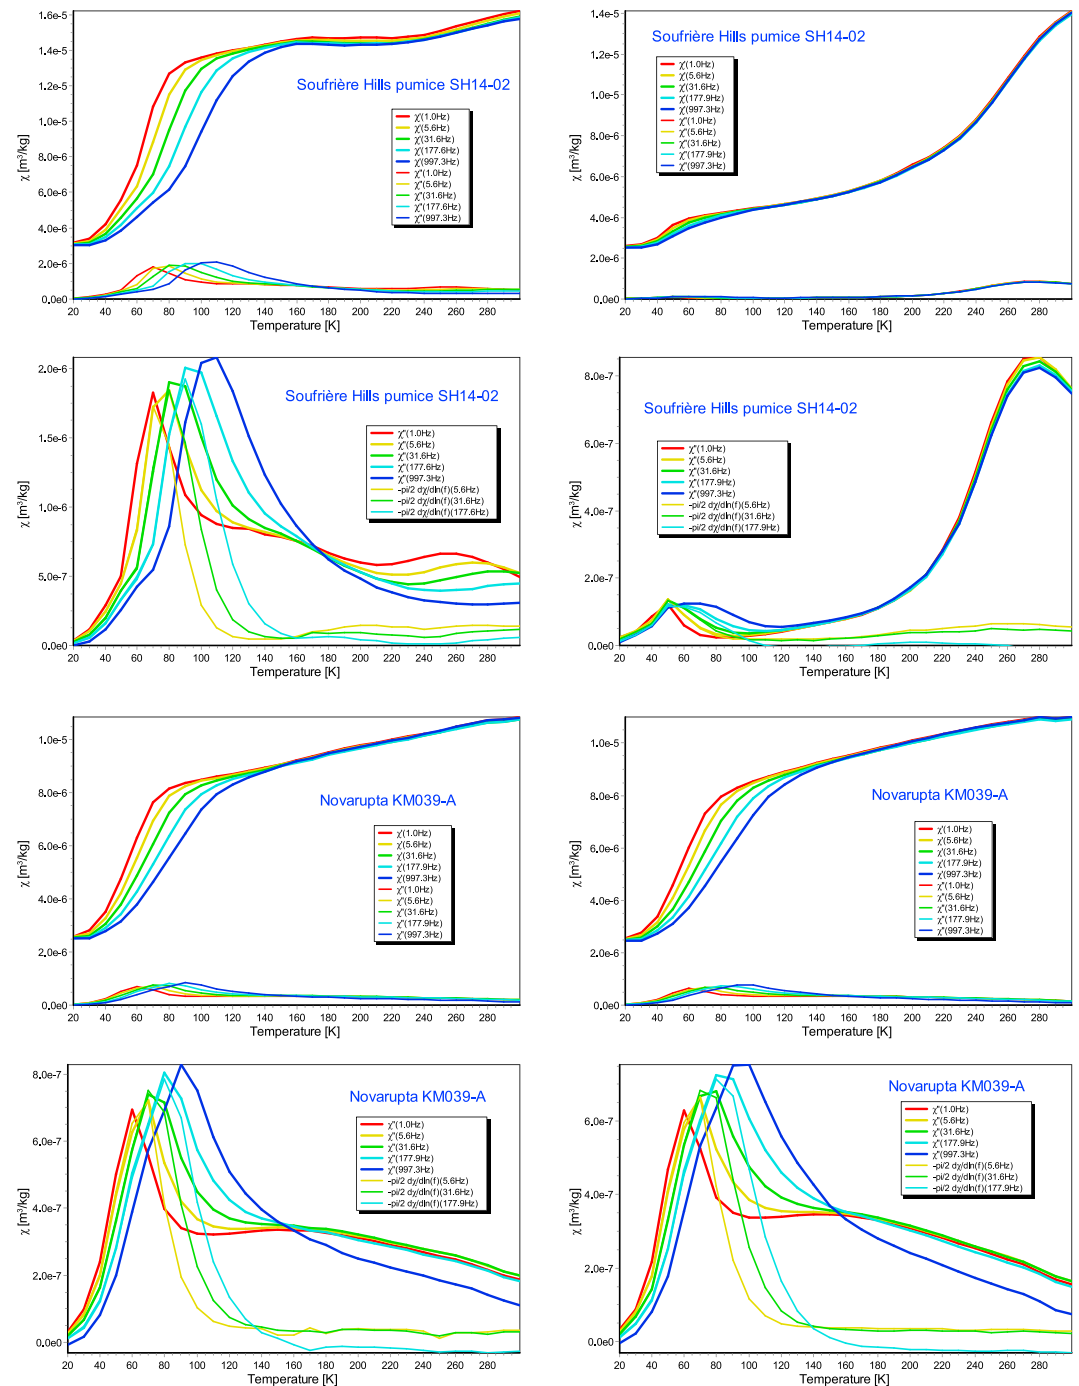 1.6e-5
1.4e-5
1.2e-5
1.0e-5
8.0e-6
6.0e-6
4.0e-6
2.0e-6
0.0e0
χ [m³/kg]
Soufrière Hills pumice SH14-02
χ'(1.0Hz)
χ'(5.6Hz)
χ'(31.6Hz)
χ'(177.6Hz)
χ'(997.3Hz)
χ"(1.0Hz)
χ"(5.6Hz)
χ"(31.6Hz)
χ"(177.6Hz)
χ"(997.3Hz)
20 40 60 80 100 120 140 160 180 200 220 240 260 280
Temperature [K]
1.4e-5
1.2e-5
1.0e-5
8.0e-6
6.0e-6
4.0e-6
2.0e-6
0.0e0
χ [m³/kg]
Soufrière Hills pumice SH14-02
χ'(1.0Hz)
χ'(5.6Hz)
χ'(31.6Hz)
χ'(177.9Hz)
χ'(997.3Hz)
χ"(1.0Hz)
χ"(5.6Hz)
χ"(31.6Hz)
χ"(177.9Hz)
χ"(997.3Hz)
20 40 60 80 100 120 140 160 180 200 220 240 260 280
Temperature [K]
2.0e-6
1.5e-6
1.0e-6
5.0e-7
0.0e0
χ [m³/kg]
Soufrière Hills pumice SH14-02
χ"(1.0Hz)
χ"(5.6Hz)
χ"(31.6Hz)
χ"(177.6Hz)
χ"(997.3Hz)
-pi/2 dχ/dln(f)(5.6Hz)
-pi/2 dχ/dln(f)(31.6Hz)
-pi/2 dχ/dln(f)(177.6Hz)
20 40 60 80 100 120 140 160 180 200 220 240 260 280
Temperature [K]
8.0e-7
6.0e-7
4.0e-7
2.0e-7
0.0e0
χ [m³/kg]
Soufrière Hills pumice SH14-02
χ"(1.0Hz)
χ"(5.6Hz)
χ"(31.6Hz)
χ"(177.9Hz)
χ"(997.3Hz)
-pi/2 dχ/dln(f)(5.6Hz)
-pi/2 dχ/dln(f)(31.6Hz)
-pi/2 dχ/dln(f)(177.9Hz)
20 40 60 80 100 120 140 160 180 200 220 240 260 280
Temperature [K]
1.0e-5
8.0e-6
6.0e-6
4.0e-6
2.0e-6
0.0e0
χ [m³/kg]
Novarupta KM039-A
χ'(1.0Hz)
χ'(5.6Hz)
χ'(31.6Hz)
χ'(177.9Hz)
χ'(997.3Hz)
χ"(1.0Hz)
χ"(5.6Hz)
χ"(31.6Hz)
χ"(177.9Hz)
χ"(997.3Hz)
20 40 60 80 100 120 140 160 180 200 220 240 260 280
Temperature [K]
1.0e-5
8.0e-6
6.0e-6
4.0e-6
2.0e-6
0.0e0
χ [m³/kg]
Novarupta KM039-A
χ'(1.0Hz)
χ'(5.6Hz)
χ'(31.6Hz)
χ'(177.9Hz)
χ'(997.3Hz)
χ"(1.0Hz)
χ"(5.6Hz)
χ"(31.6Hz)
χ"(177.9Hz)
χ"(997.3Hz)
20 40 60 80 100 120 140 160 180 200 220 240 260 280
Temperature [K]
8.0e-7
6.0e-7
4.0e-7
2.0e-7
0.0e0
χ [m³/kg]
Novarupta KM039-A
χ"(1.0Hz)
χ"(5.6Hz)
χ"(31.6Hz)
χ"(177.9Hz)
χ"(997.3Hz)
-pi/2 dχ/dln(f)(5.6Hz)
-pi/2 dχ/dln(f)(31.6Hz)
-pi/2 dχ/dln(f)(177.9Hz)
20 40 60 80 100 120 140 160 180 200 220 240 260 280
Temperature [K]
6.0e-7
4.0e-7
2.0e-7
0.0e0
χ [m³/kg]
Novarupta KM039-A
χ"(1.0Hz)
χ"(5.6Hz)
χ"(31.6Hz)
χ"(177.9Hz)
χ"(997.3Hz)
-pi/2 dχ/dln(f)(5.6Hz)
-pi/2 dχ/dln(f)(31.6Hz)
-pi/2 dχ/dln(f)(177.9Hz)
20 40 60 80 100 120 140 160 180 200 220 240 260 280
Temperature [K]